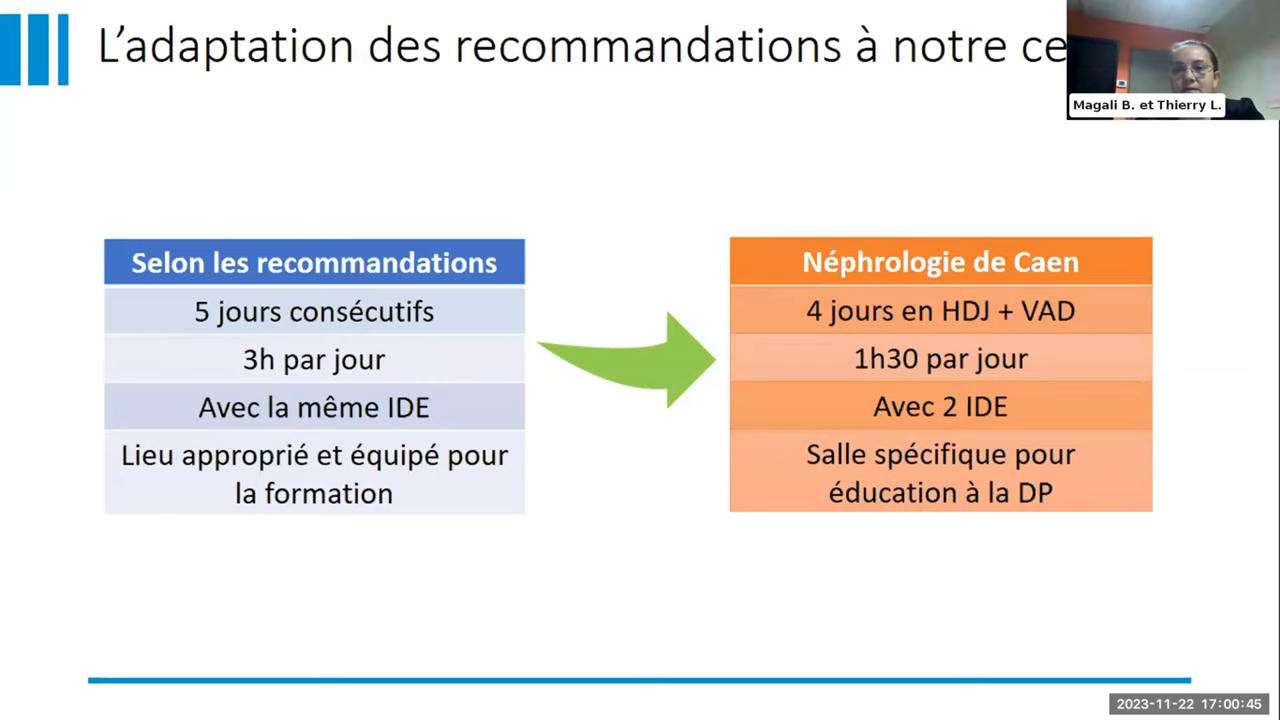 L’adaptation des recommandations à notre ce
Magali B. et Thierry L.
Selon les recommandations
5 jours consécutifs
3h par jour
Avec la même IDE
Lieu approprié et équipé pour
la formation
Néphrologie de Caen
4 jours en HDJ + VAD
1h30 par jour
Avec 2 IDE
Salle spécifique pour
éducation à la DP
2023-11-22 17:00:45